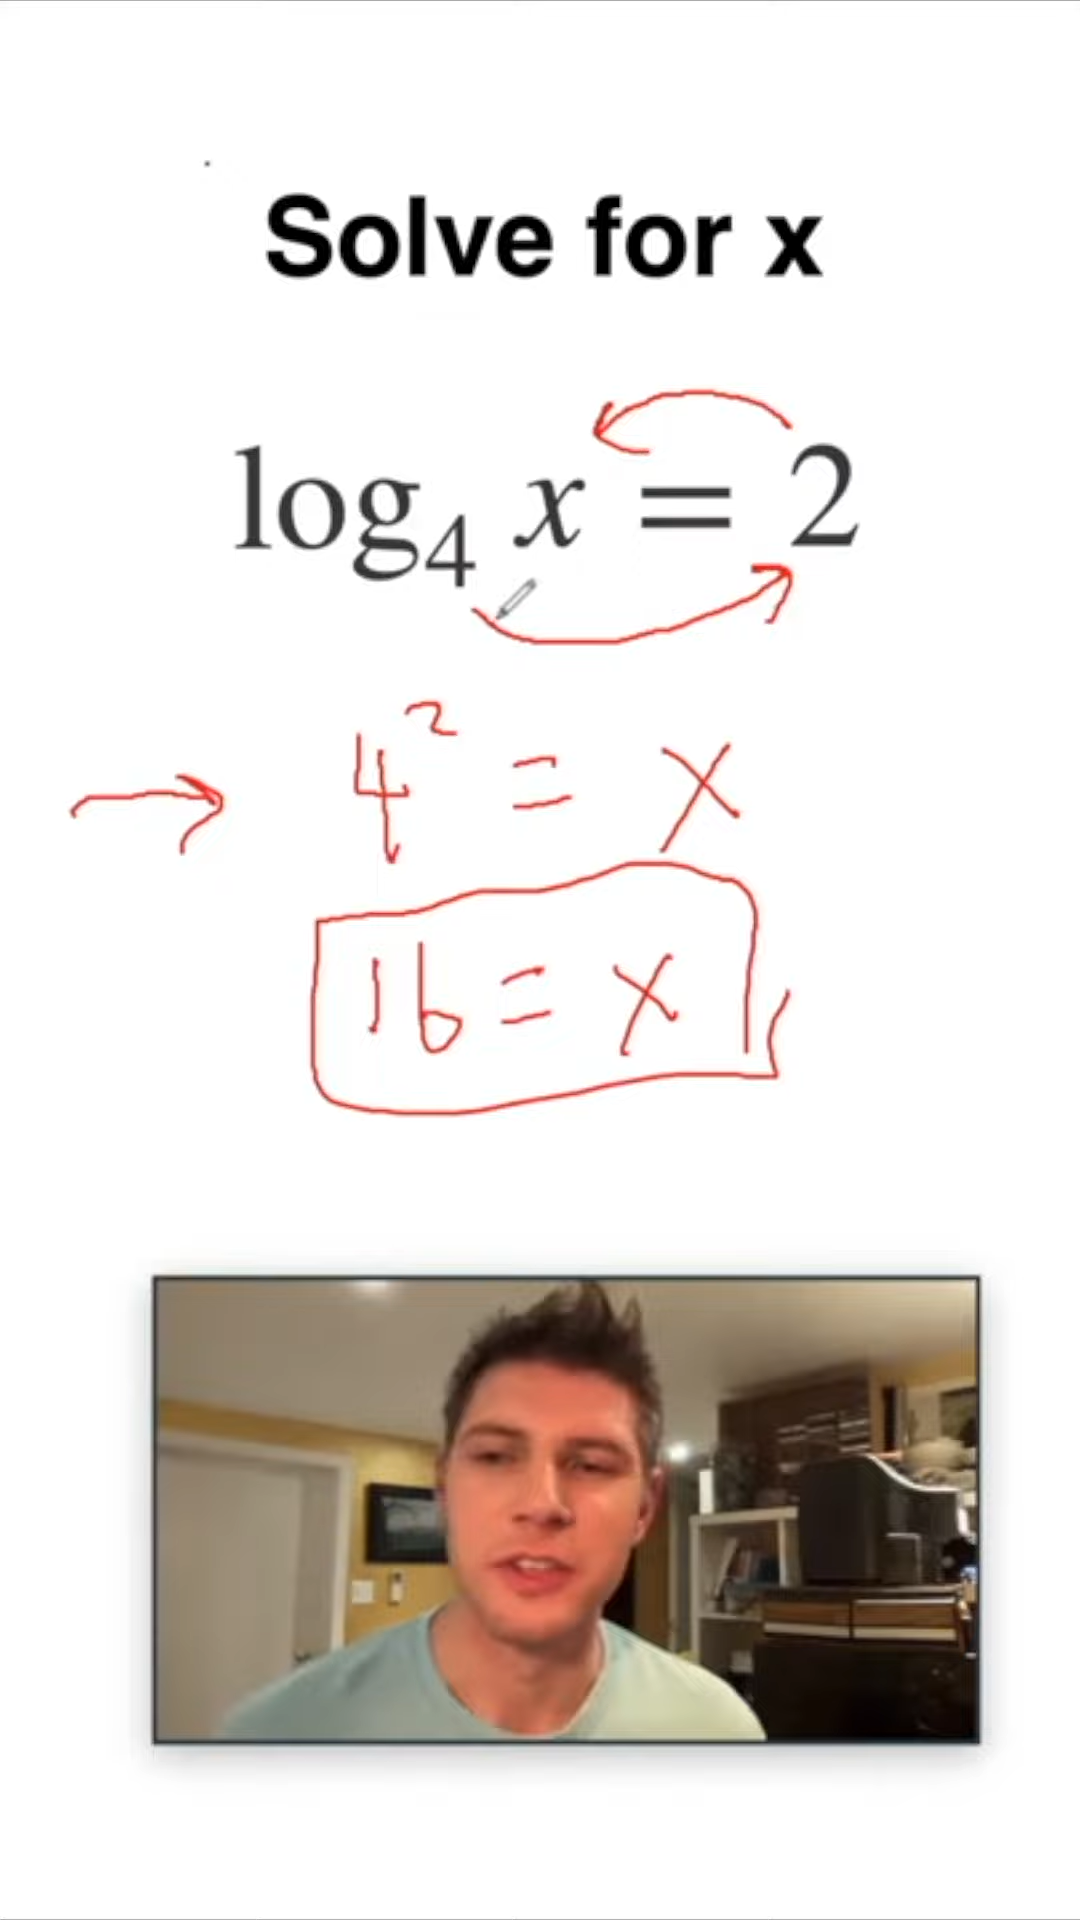 Solve for x
log₄ x = 2
4² = x
16 = x